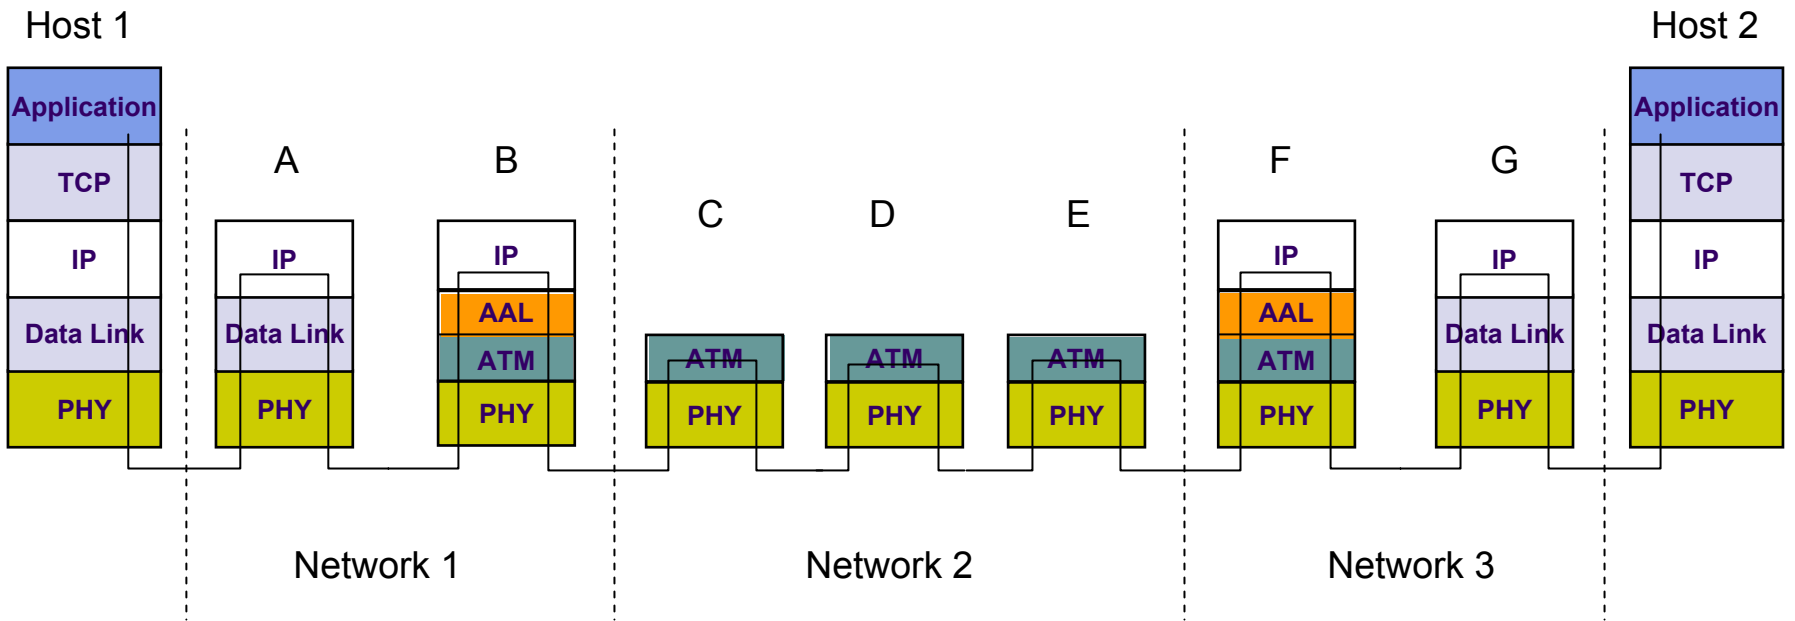 Host 1
Application
TCP
IP
Data Link
PHY
A
IP
Data Link
PHY
B
IP
AAL
ATM
PHY
C
ATM
PHY
D
ATM
PHY
E
ATM
PHY
F
IP
AAL
ATM
PHY
G
IP
Data Link
PHY
Host 2
Application
TCP
IP
Data Link
PHY
Network 1
Network 2
Network 3